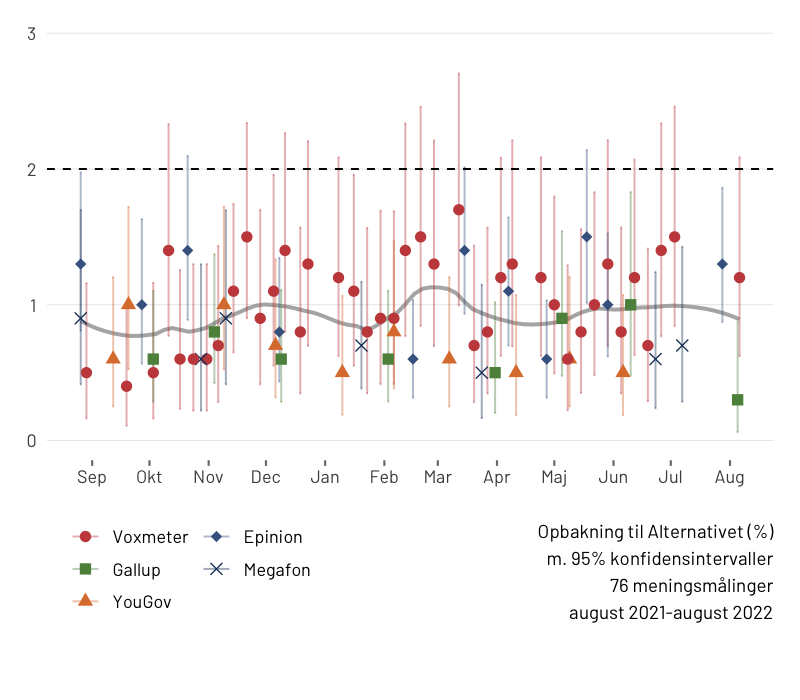 3
2
1
0
Sep Okt Nov Dec Jan Feb Mar Apr Maj Jun Jul Aug
Voxmeter Epinion
Gallup Megafon
YouGov
Opbakning til Alternativet (%)
m. 95% konfidensintervaller
76 meningsmålinger
august 2021-august 2022